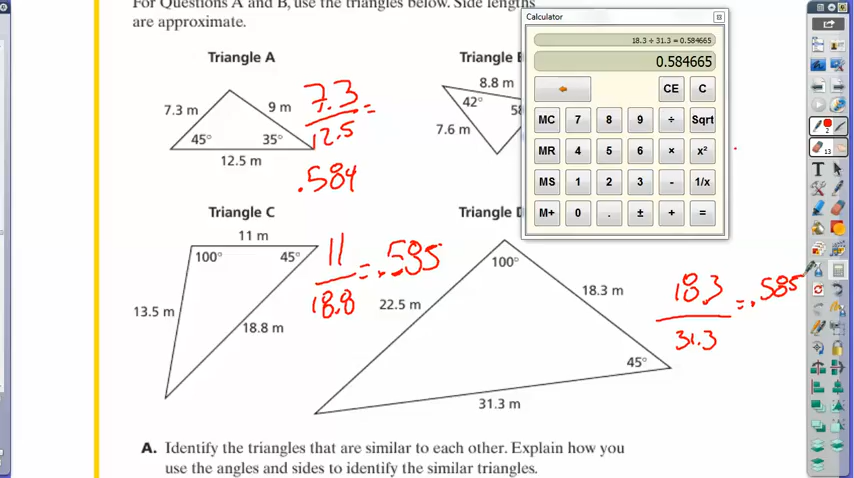 For Questions A and B, use the triangles below. Side lengths
are approximate.
Triangle A
7.3 m
9 m
45°
35°
12.5 m
7.3
12.5
=
.584
Triangle B
8.8 m
42°
58
7.6 m
Calculator
18.3 ÷ 31.3 = 0.584665
0.584665
CE
C
MC
7
8
9
÷
Sqrt
MR
4
5
6
×
x²
MS
1
2
3
-
1/x
M+
0
.
±
+
=
Triangle C
11 m
100°
45°
13.5 m
18.8 m
11
18.8
=.585
Triangle D
100°
22.5 m
18.3 m
45°
31.3 m
18.3
31.3
=.585
A. Identify the triangles that are similar to each other. Explain how you
use the angles and sides to identify the similar triangles.
2
13
T